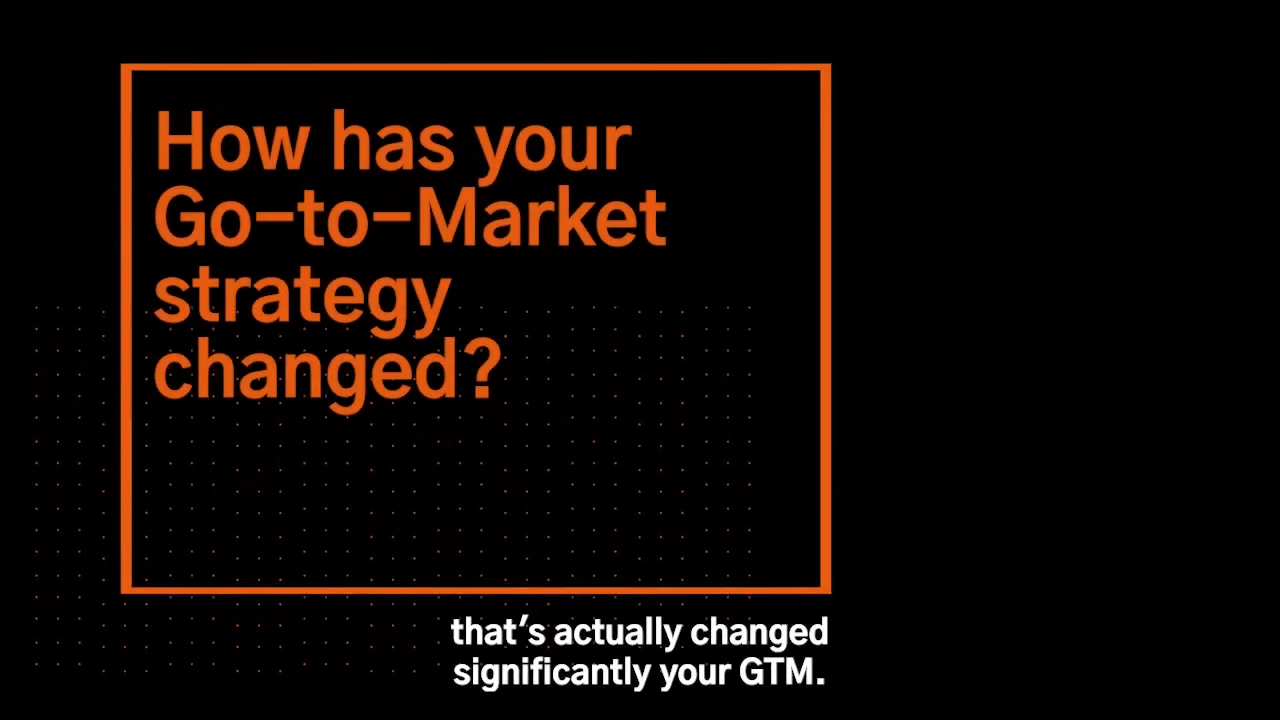 How has your
Go-to-Market
strategy
changed?
that's actually changed
significantly your GTM.